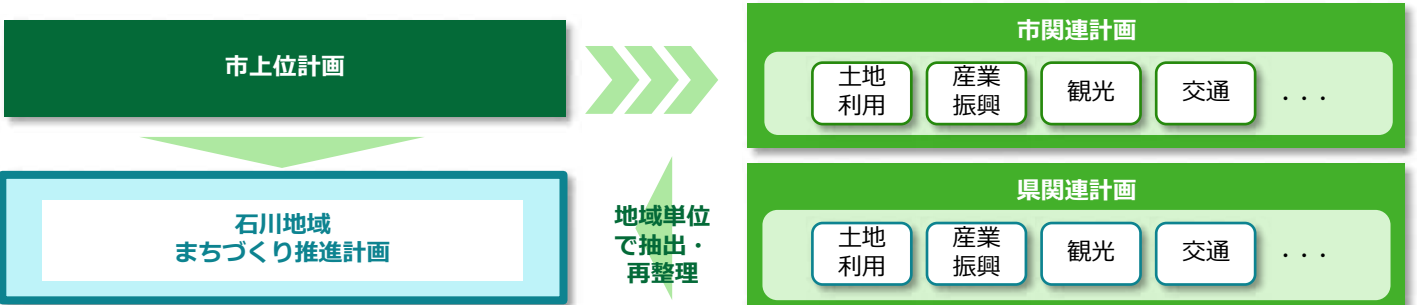 市上位計画
市関連計画
土地
利用
産業
振興
観光
交通
...
石川地域
まちづくり推進計画
地域単位
で抽出・
再整理
県関連計画
土地
利用
産業
振興
観光
交通
...